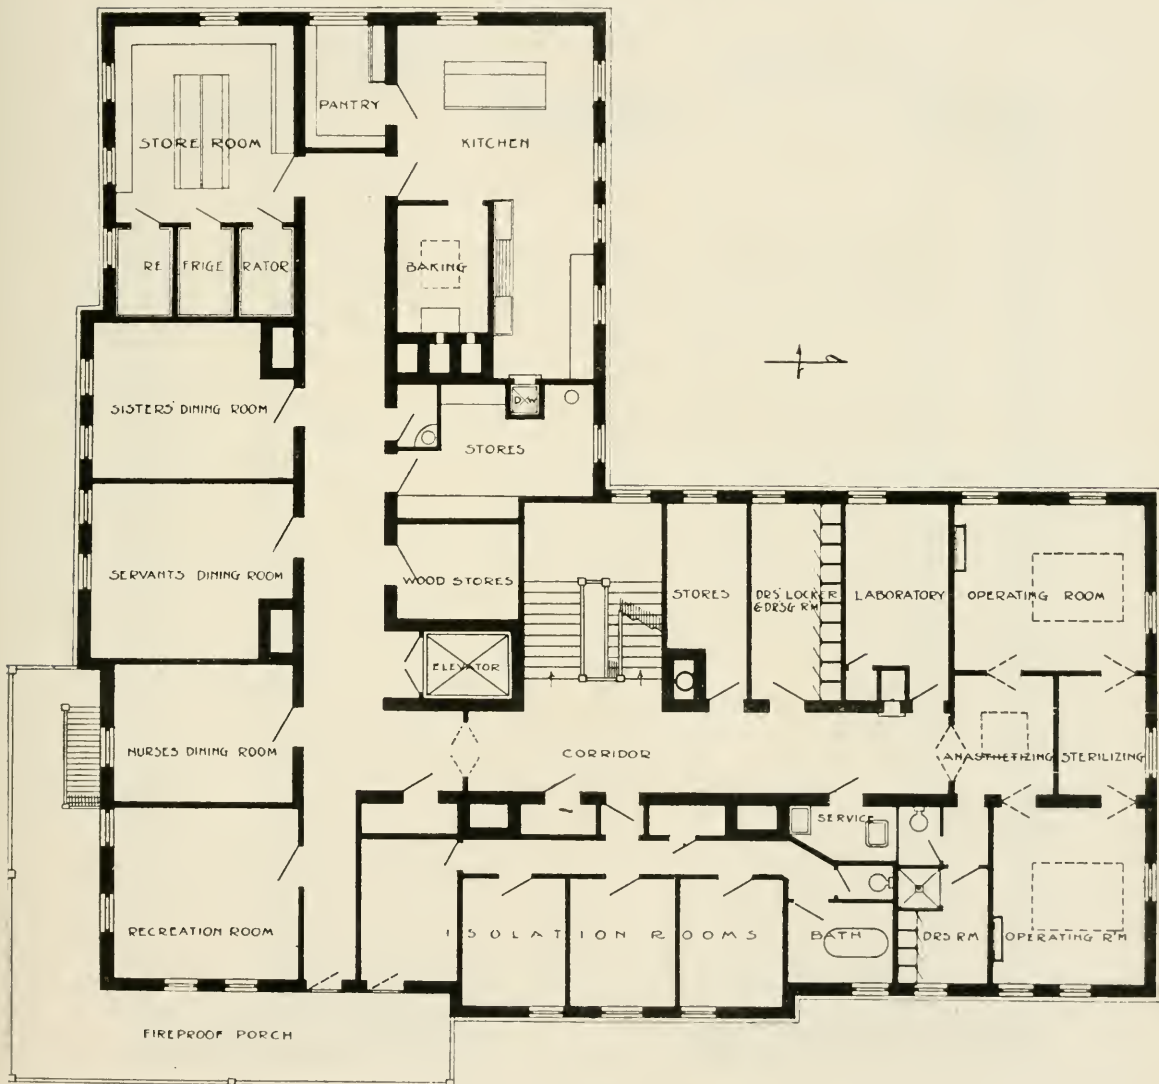 PANTRY
STORE ROOM
KITCHEN
RE FRIGE RATOR
BAKING
SISTERS' DINING ROOM
D.W
STORES
SERVANTS DINING ROOM
WOOD STORES
STORES
DRS' LOCKER
& DRSG R'M
LABORATORY
OPERATING ROOM
ELEVATOR
NURSES DINING ROOM
CORRIDOR
ANASTHETIZING
STERILIZING
SERVICE
RECREATION ROOM
ISOLATION ROOMS
BATH
DRS RM
OPERATING R'M
FIREPROOF PORCH